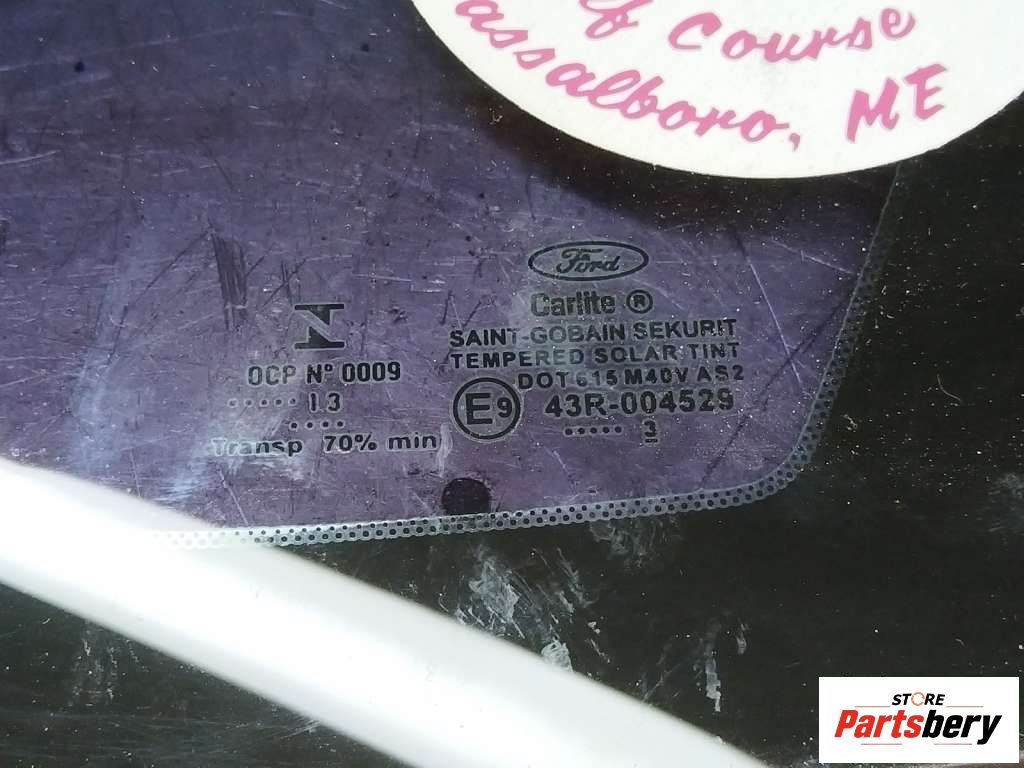 f Course
assalboro, ME
Ford
Carlite ®
SAINT-GOBAIN SEKURIT
TEMPERED SOLAR TINT
DOT 615 M40V AS2
E9 43R-004529
..... 3
N
OCP Nº 0009
..... 13
....
Transp 70% min
STORE
Partsbery